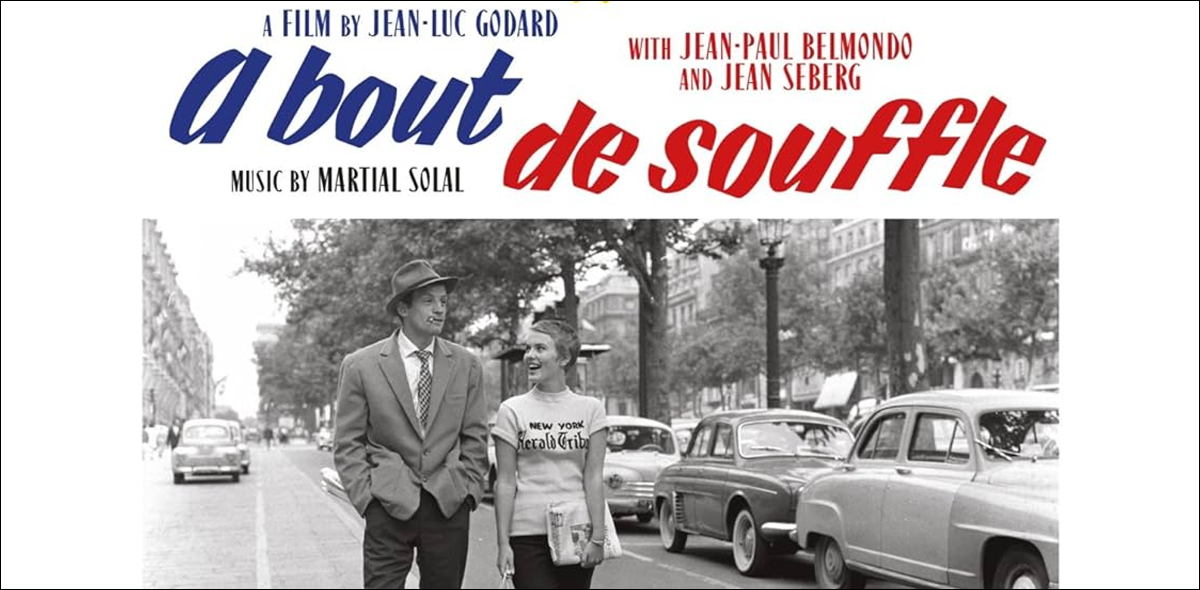 A FILM BY JEAN-LUC GODARD
a bout
de souffle
WITH JEAN-PAUL BELMONDO
AND JEAN SEBERG
MUSIC BY MARTIAL SOLAL
NEW YORK
Herald Tribu